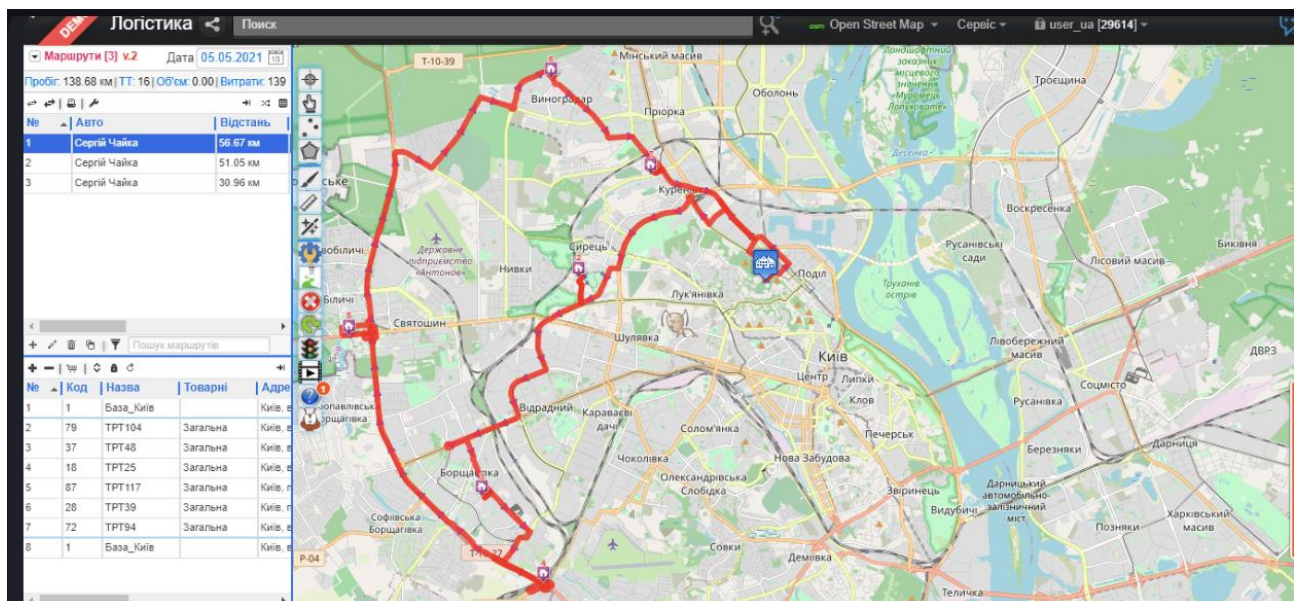 DEMO
Логістика
Поиск
Open Street Map
Сервіс
user_ua [29614]
Маршрути [3] v.2
Дата 05.05.2021
Пробіг: 138.68 км | ТТ: 16 | Об'єм: 0.00 | Витрати: 139
№ Авто Відстань
1 Сергій Чайка 56.67 км
2 Сергій Чайка 51.05 км
3 Сергій Чайка 30.96 км
Пошук маршрутів
№ Код Назва Товарні Адре
1 1 База_Київ Київ, в
2 79 ТРТ104 Загальна Київ, в
3 37 ТРТ48 Загальна Київ, в
4 18 ТРТ25 Загальна Київ, в
5 87 ТРТ117 Загальна Київ, п
6 28 ТРТ39 Загальна Київ, п
7 72 ТРТ94 Загальна Київ, в
8 1 База_Київ Київ, в
Т-10-39
Мінський масив
Ландшафтний
заказник
місцевого
значення
«Муромець
Лопуховате»
Троєщина
Оболонь
Виноградар
Пріорка
Десенка
Воскресенка
Биківня
Русанівські
сади
Лісовий масив
Державне
підприємство
«Антонов»
Сирець
Нивки
Поділ
Лук'янівка
Труханів
острів
Святошин
Шулявка
Київ
Лівобережний
масив
ДВРЗ
Центр
Липки
Клов
Соцмісто
Русанівка
Відрадний
Караваєві
дачі
Солом'янка
Печерськ
Березняки
Дарниця
Чоколівка
Нова Забудова
Борщагівка
Олександрівська
Слобідка
Звіринець
Видубичі
Дарницький
автомобільно-
залізничний
міст
Харківський
масив
Позняки
Софіївська
Борщагівка
Р-04
Совки
Деміївка
Теличка